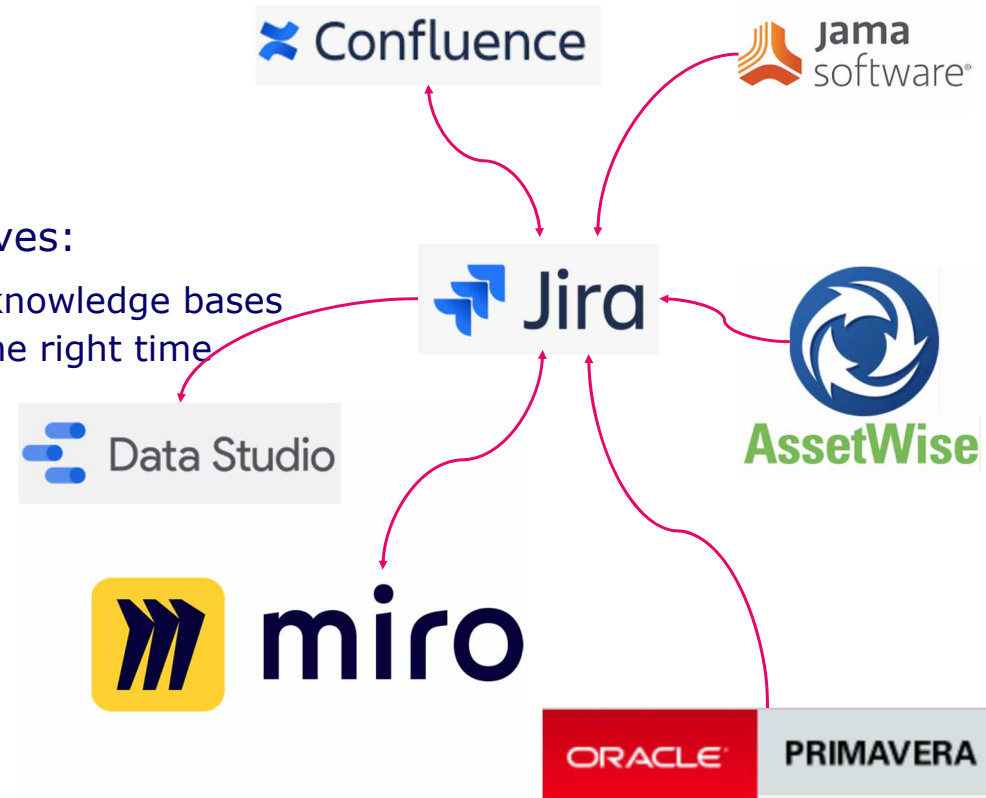 Confluence
Jama
software®
ves:
knowledge bases
he right time
Jira
Data Studio
AssetWise
miro
ORACLE® PRIMAVERA